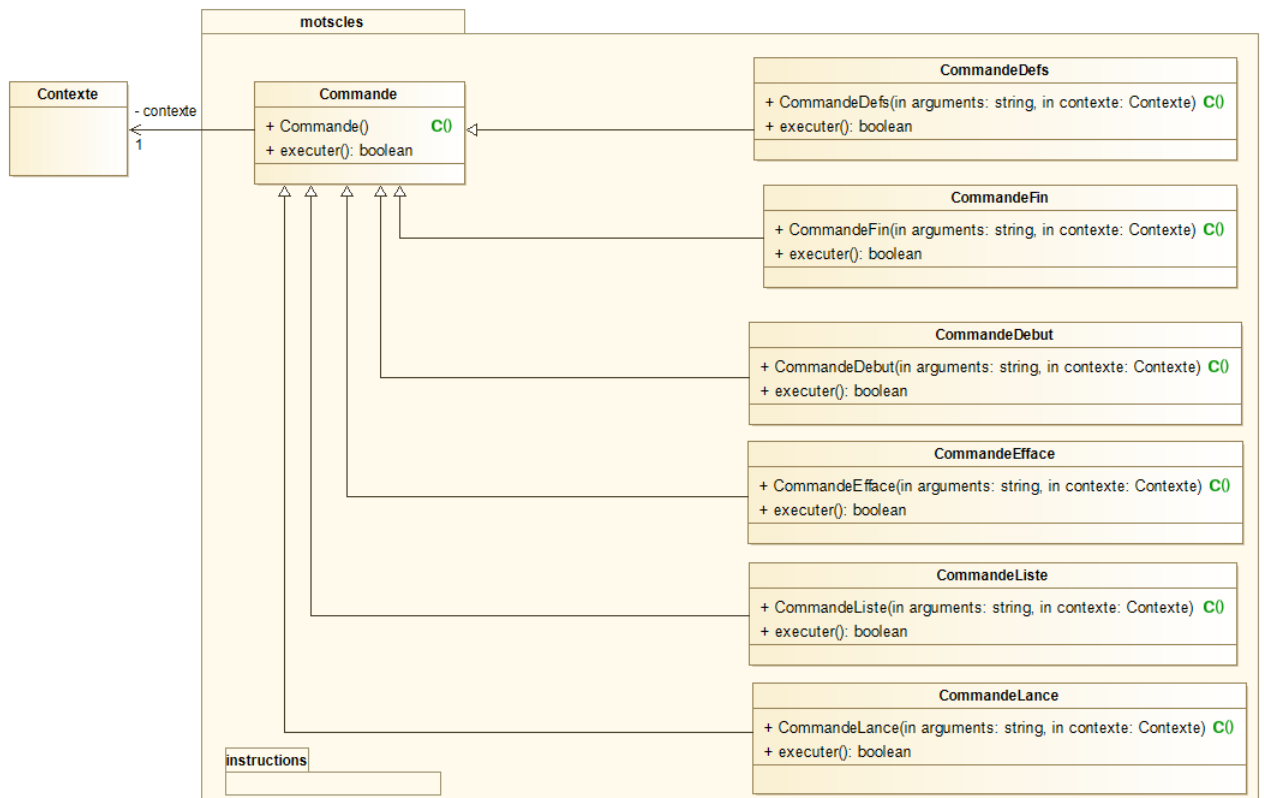 motscles
Contexte
- contexte
1
Commande
+ Commande() C()
+ executer(): boolean
CommandeDefs
+ CommandeDefs(in arguments: string, in contexte: Contexte) C()
+ executer(): boolean
CommandeFin
+ CommandeFin(in arguments: string, in contexte: Contexte) C()
+ executer(): boolean
CommandeDebut
+ CommandeDebut(in arguments: string, in contexte: Contexte) C()
+ executer(): boolean
CommandeEfface
+ CommandeEfface(in arguments: string, in contexte: Contexte) C()
+ executer(): boolean
CommandeListe
+ CommandeListe(in arguments: string, in contexte: Contexte) C()
+ executer(): boolean
CommandeLance
+ CommandeLance(in arguments: string, in contexte: Contexte) C()
+ executer(): boolean
instructions